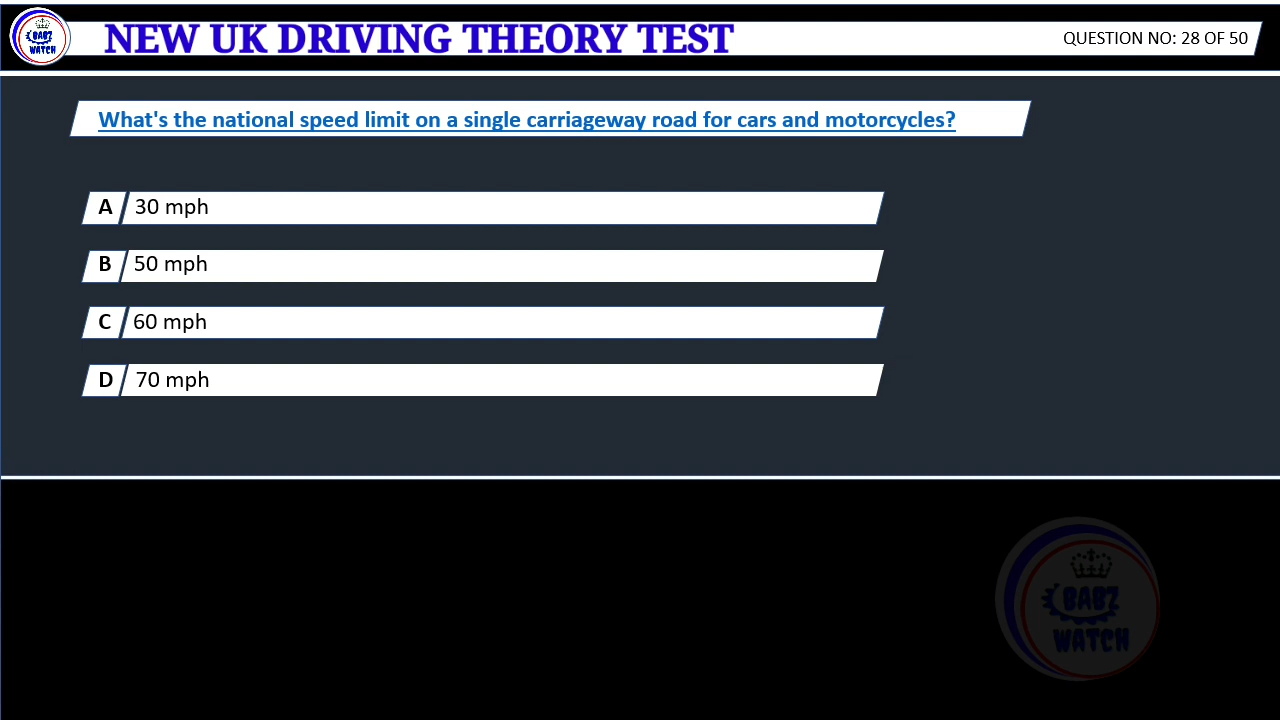 BABZ
WATCH
NEW UK DRIVING THEORY TEST
QUESTION NO: 28 OF 50
What's the national speed limit on a single carriageway road for cars and motorcycles?
A 30 mph
B 50 mph
C 60 mph
D 70 mph
BABZ
WATCH